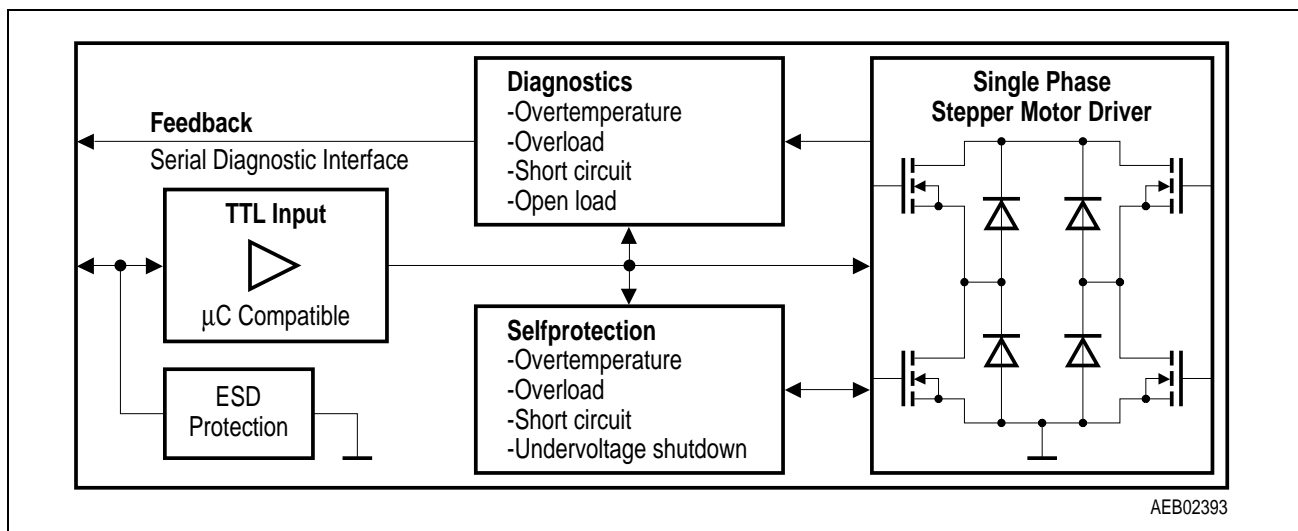 Feedback
Serial Diagnostic Interface
TTL Input
µC Compatible
ESD
Protection
Diagnostics
-Overtemperature
-Overload
-Short circuit
-Open load
Selfprotection
-Overtemperature
-Overload
-Short circuit
-Undervoltage shutdown
Single Phase
Stepper Motor Driver
AEB02393